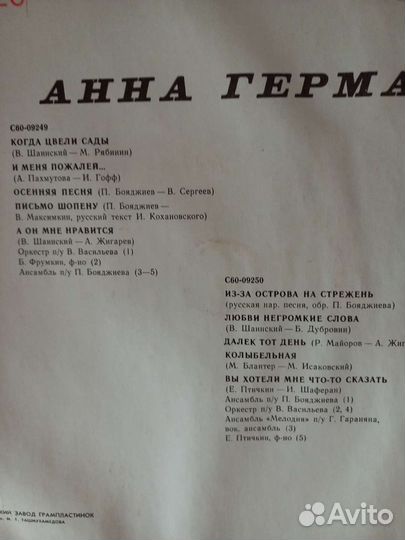 АННА ГЕРМА
С60-09249
КОГДА ЦВЕЛИ САДЫ
(В. Шаинский — М. Рябинин)
И МЕНЯ ПОЖАЛЕЙ...
(А. Пахмутова — И. Гофф)
ОСЕННЯЯ ПЕСНЯ (П. Бояджиев — В. Сергеев)
ПИСЬМО ШОПЕНУ (П. Бояджиев —
В. Максимкин, русский текст И. Кохановского)
А ОН МНЕ НРАВИТСЯ
(В. Шаинский — А. Жигарев)
Оркестр п/у В. Васильева (1)
Б. Фрумкин, ф-но (2)
Ансамбль п/у П. Бояджиева (3—5)
С60-09250
ИЗ-ЗА ОСТРОВА НА СТРЕЖЕНЬ
(русская нар. песня, обр. П. Бояджиева)
ЛЮБВИ НЕГРОМКИЕ СЛОВА
(В. Шаинский — Б. Дубровин)
ДАЛЕК ТОТ ДЕНЬ (Р. Майоров — А. Жиг
КОЛЫБЕЛЬНАЯ
(М. Блантер — М. Исаковский)
ВЫ ХОТЕЛИ МНЕ ЧТО-ТО СКАЗАТЬ
(Е. Птичкин — И. Шаферан)
Ансамбль п/у П. Бояджиева (1)
Оркестр п/у В. Васильева (2, 4)
Ансамбль «Мелодия» п/у Г. Гараняна,
вок. ансамбль (3)
Е. Птичкин, ф-но (5)
КИЙ ЗАВОД ГРАМПЛАСТИНОК
ТАШМУХАМЕДОВА
Avito